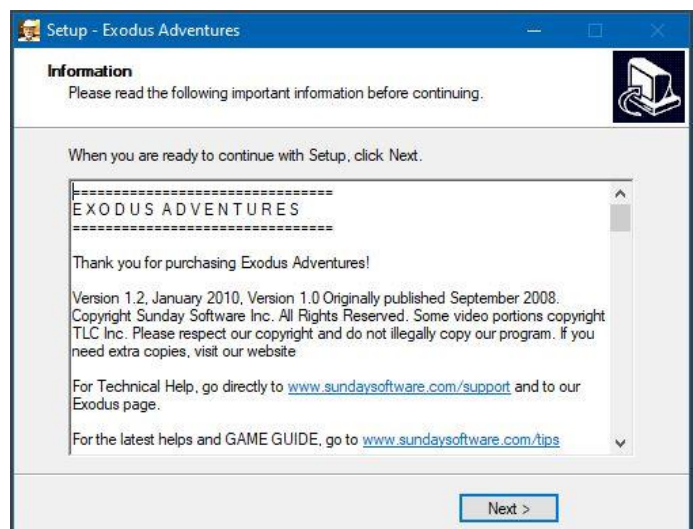 Setup - Exodus Adventures
Information
Please read the following important information before continuing.
When you are ready to continue with Setup, click Next.
================================
E X O D U S  A D V E N T U R E S
================================
Thank you for purchasing Exodus Adventures!
Version 1.2, January 2010, Version 1.0 Originally published September 2008.
Copyright Sunday Software Inc. All Rights Reserved. Some video portions copyright
TLC Inc. Please respect our copyright and do not illegally copy our program. If you
need extra copies, visit our website
For Technical Help, go directly to www.sundaysoftware.com/support and to our
Exodus page.
For the latest helps and GAME GUIDE, go to www.sundaysoftware.com/tips
Next >